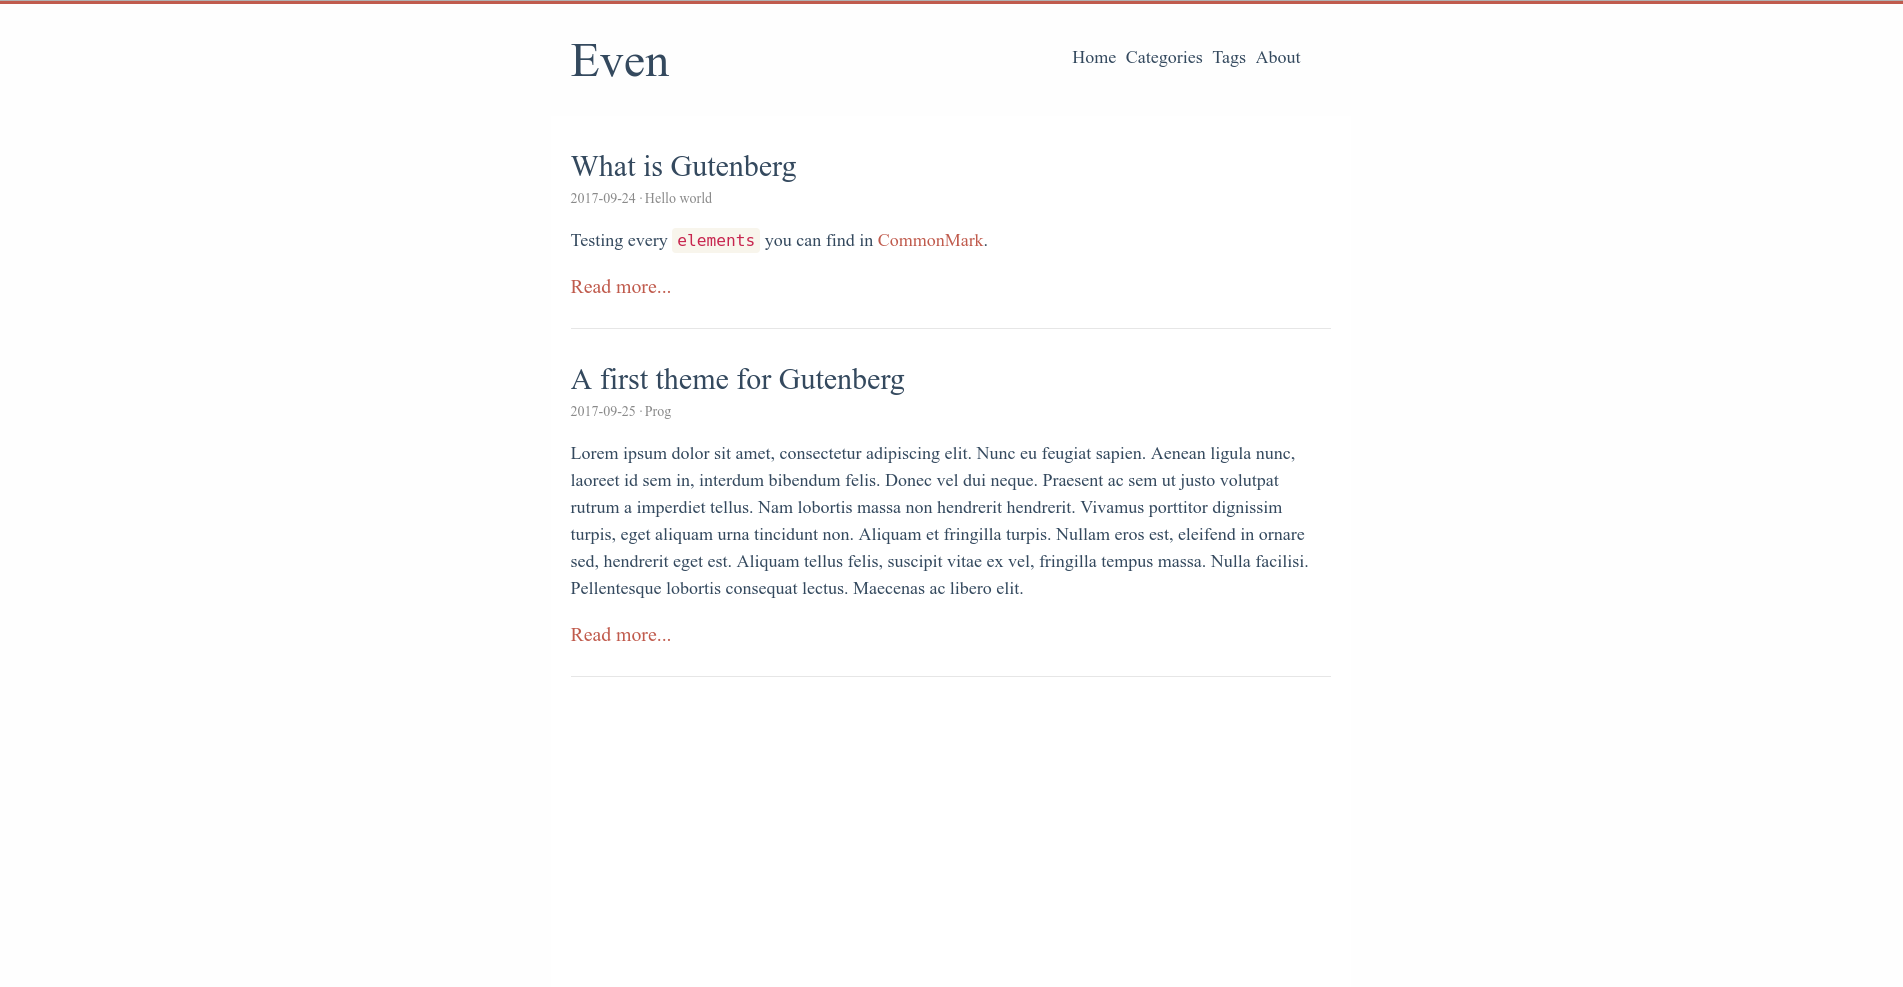 Even
Home Categories Tags About
What is Gutenberg
2017-09-24 · Hello world
Testing every elements you can find in CommonMark.
Read more...
A first theme for Gutenberg
2017-09-25 · Prog
Lorem ipsum dolor sit amet, consectetur adipiscing elit. Nunc eu feugiat sapien. Aenean ligula nunc,
laoreet id sem in, interdum bibendum felis. Donec vel dui neque. Praesent ac sem ut justo volutpat
rutrum a imperdiet tellus. Nam lobortis massa non hendrerit hendrerit. Vivamus porttitor dignissim
turpis, eget aliquam urna tincidunt non. Aliquam et fringilla turpis. Nullam eros est, eleifend in ornare
sed, hendrerit eget est. Aliquam tellus felis, suscipit vitae ex vel, fringilla tempus massa. Nulla facilisi.
Pellentesque lobortis consequat lectus. Maecenas ac libero elit.
Read more...